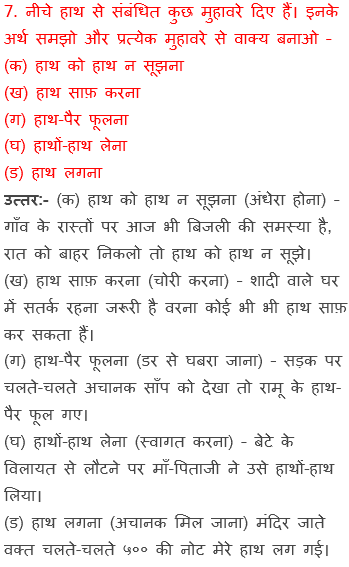 7. नीचे हाथ से संबंधित कुछ मुहावरे दिए हैं। इनके
अर्थ समझो और प्रत्येक मुहावरे से वाक्य बनाओ –
(क) हाथ को हाथ न सूझना
(ख) हाथ साफ़ करना
(ग) हाथ-पैर फूलना
(घ) हाथों-हाथ लेना
(ड) हाथ लगना
उत्तर:- (क) हाथ को हाथ न सूझना (अंधेरा होना) –
गाँव के रास्तों पर आज भी बिजली की समस्या है,
रात को बाहर निकलो तो हाथ को हाथ न सूझे।
(ख) हाथ साफ़ करना (चोरी करना) – शादी वाले घर
में सतर्क रहना जरूरी है वरना कोई भी भी हाथ साफ़
कर सकता हैं।
(ग) हाथ-पैर फूलना (डर से घबरा जाना) – सड़क पर
चलते-चलते अचानक साँप को देखा तो रामू के हाथ-
पैर फूल गए।
(घ) हाथों-हाथ लेना (स्वागत करना) – बेटे के
विलायत से लौटने पर माँ-पिताजी ने उसे हाथों-हाथ
लिया।
(ड) हाथ लगना (अचानक मिल जाना) मंदिर जाते
वक्त चलते-चलते ५०० की नोट मेरे हाथ लग गई।